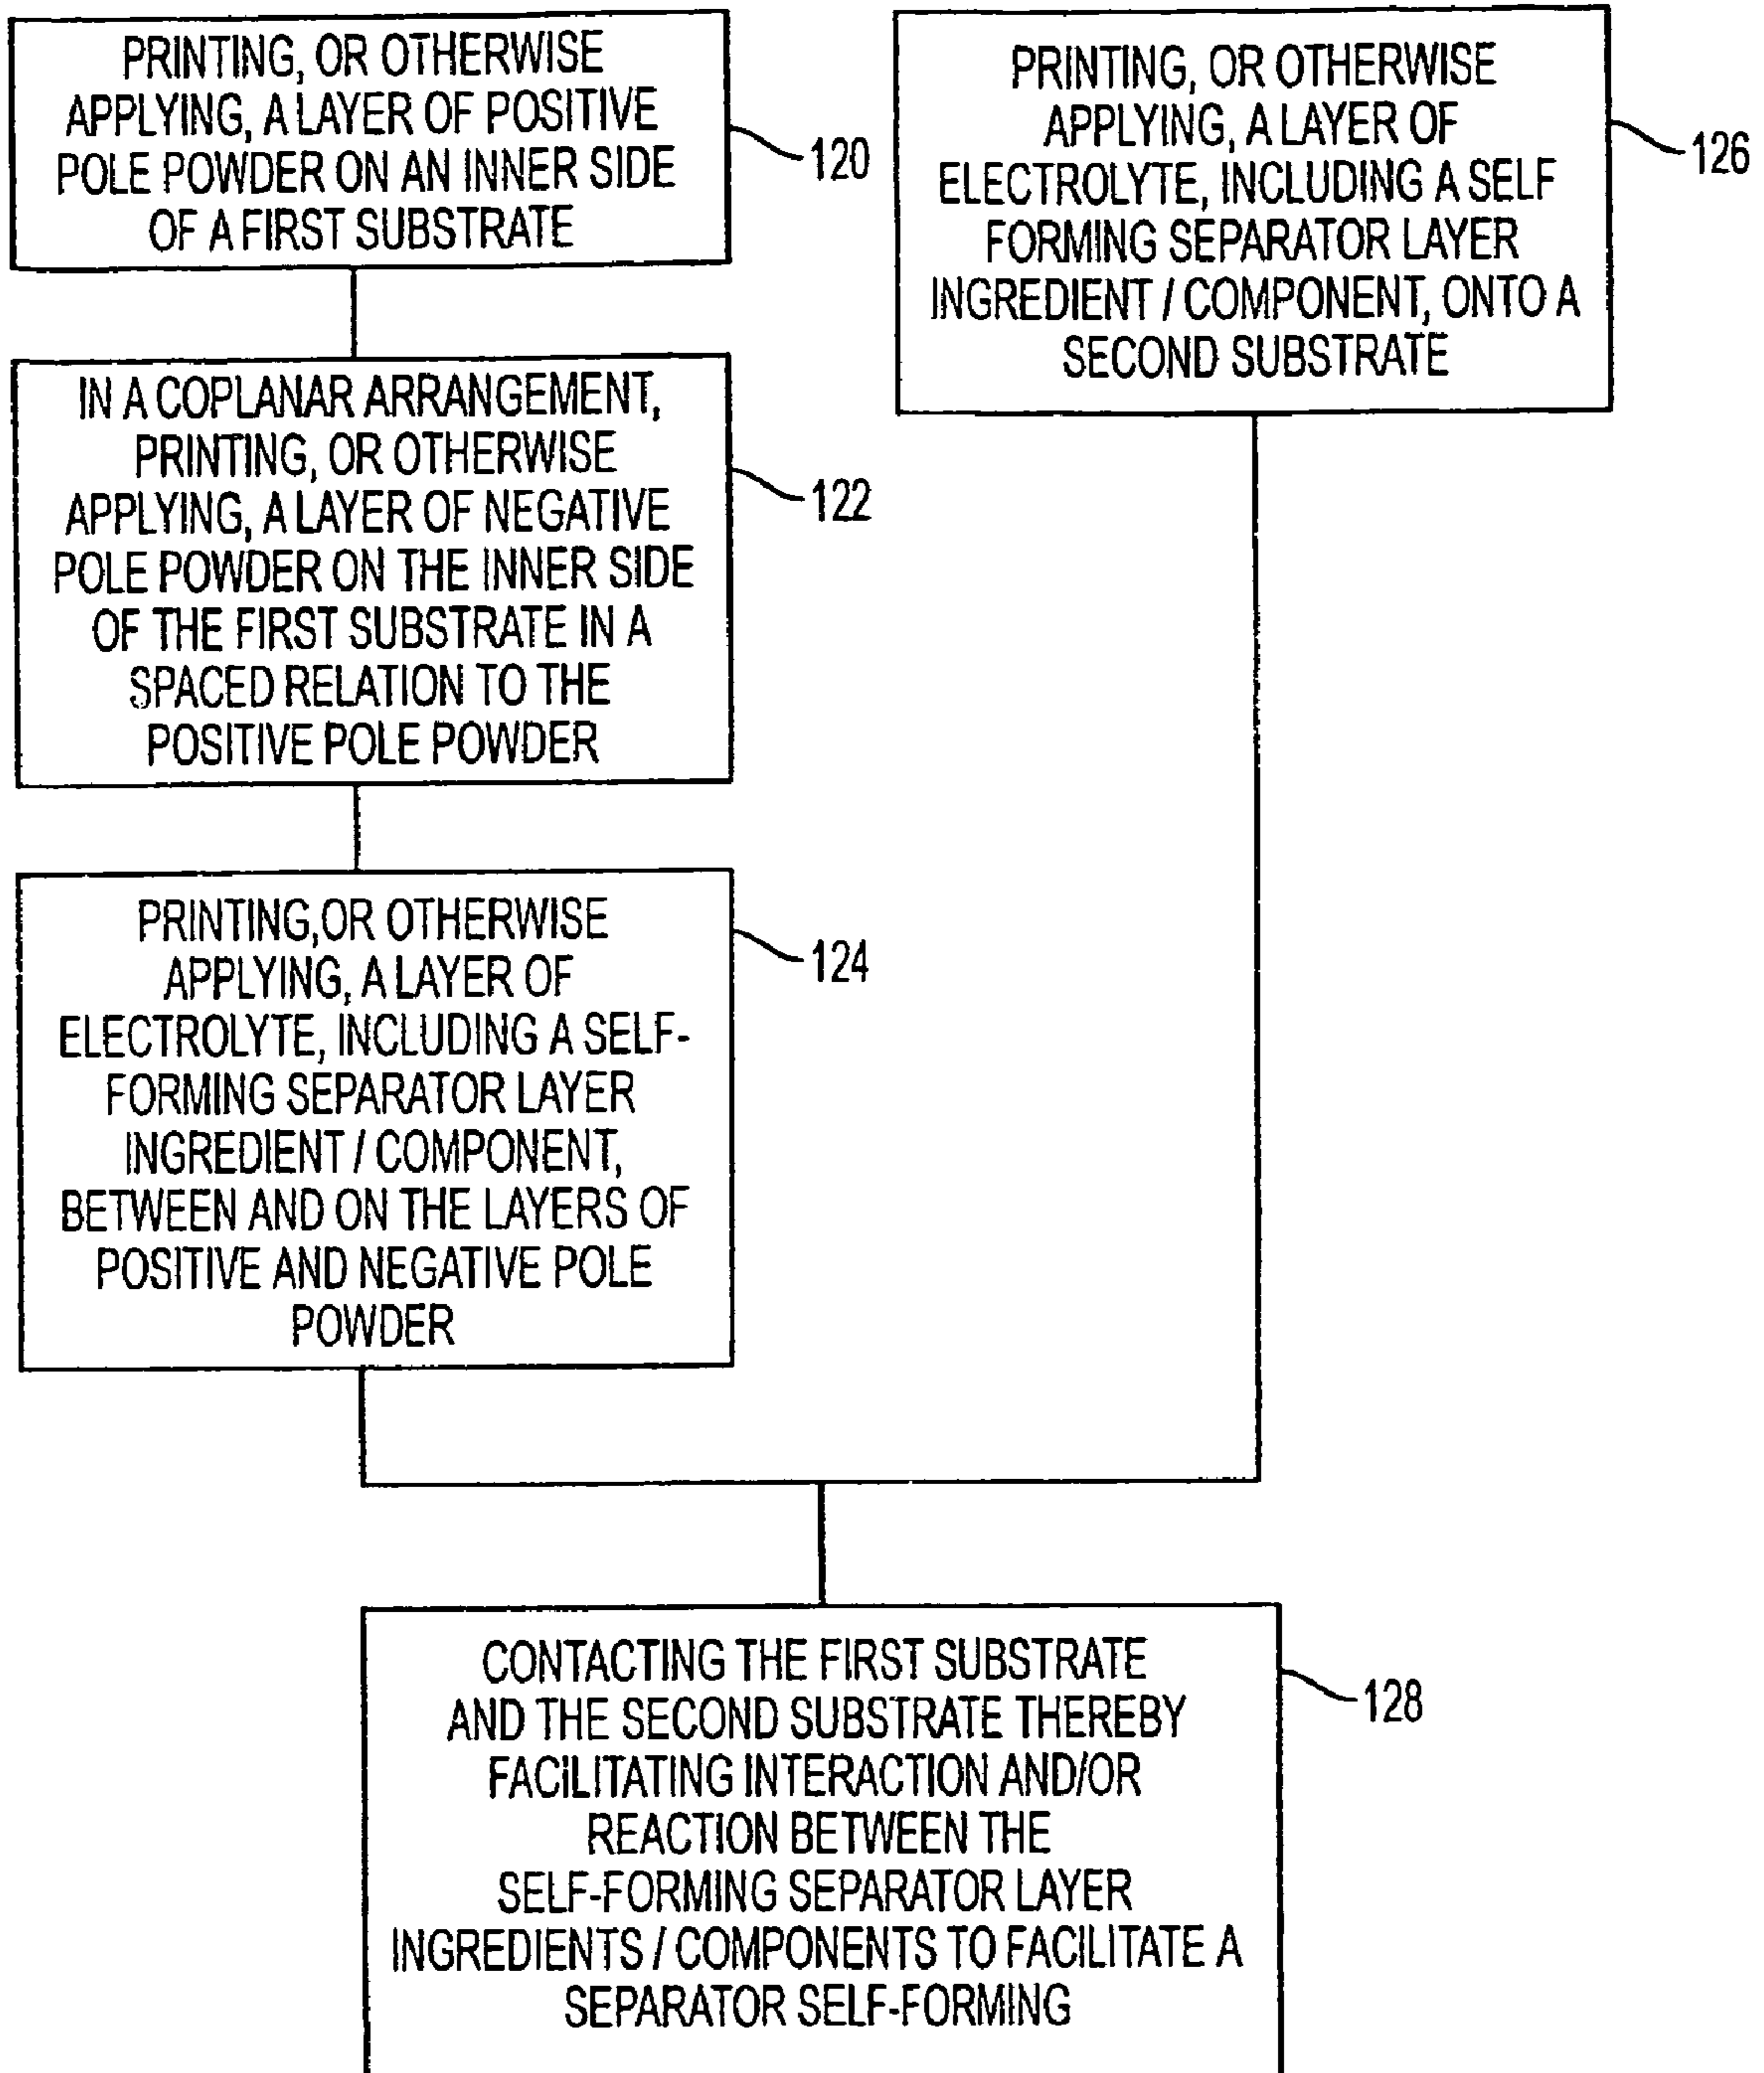 PRINTING, OR OTHERWISE
APPLYING, A LAYER OF POSITIVE
POLE POWDER ON AN INNER SIDE
OF A FIRST SUBSTRATE
120
IN A COPLANAR ARRANGEMENT,
PRINTING, OR OTHERWISE
APPLYING, A LAYER OF NEGATIVE
POLE POWDER ON THE INNER SIDE
OF THE FIRST SUBSTRATE IN A
SPACED RELATION TO THE
POSITIVE POLE POWDER
122
PRINTING,OR OTHERWISE
APPLYING, A LAYER OF
ELECTROLYTE, INCLUDING A SELF-
FORMING SEPARATOR LAYER
INGREDIENT / COMPONENT,
BETWEEN AND ON THE LAYERS OF
POSITIVE AND NEGATIVE POLE
POWDER
124
PRINTING, OR OTHERWISE
APPLYING, A LAYER OF
ELECTROLYTE, INCLUDING A SELF
FORMING SEPARATOR LAYER
INGREDIENT / COMPONENT, ONTO A
SECOND SUBSTRATE
126
CONTACTING THE FIRST SUBSTRATE
AND THE SECOND SUBSTRATE THEREBY
FACILITATING INTERACTION AND/OR
REACTION BETWEEN THE
SELF-FORMING SEPARATOR LAYER
INGREDIENTS / COMPONENTS TO FACILITATE A
SEPARATOR SELF-FORMING
128